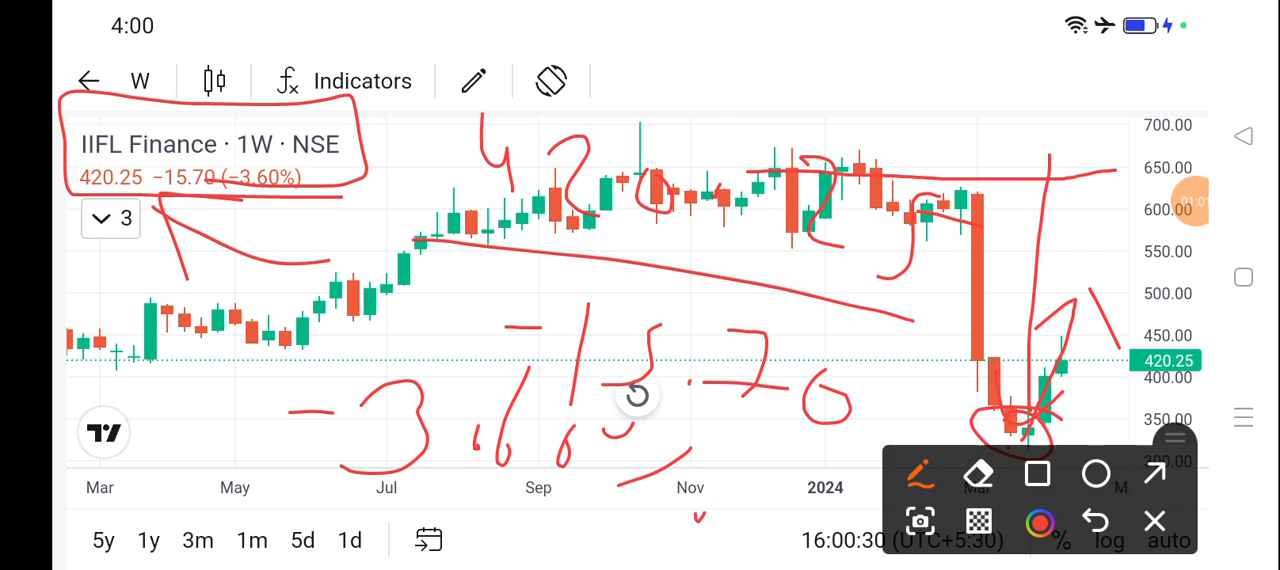 4:00
W Indicators
IIFL Finance · 1W · NSE
420.25 −15.70 (−3.60%)
3
700.00
650.00
600.00
550.00
500.00
450.00
420.25
400.00
350.00
300.00
Mar May Jul Sep Nov 2024 Mar M
5y 1y 3m 1m 5d 1d 16:00:30 (UTC+5:30) % log auto